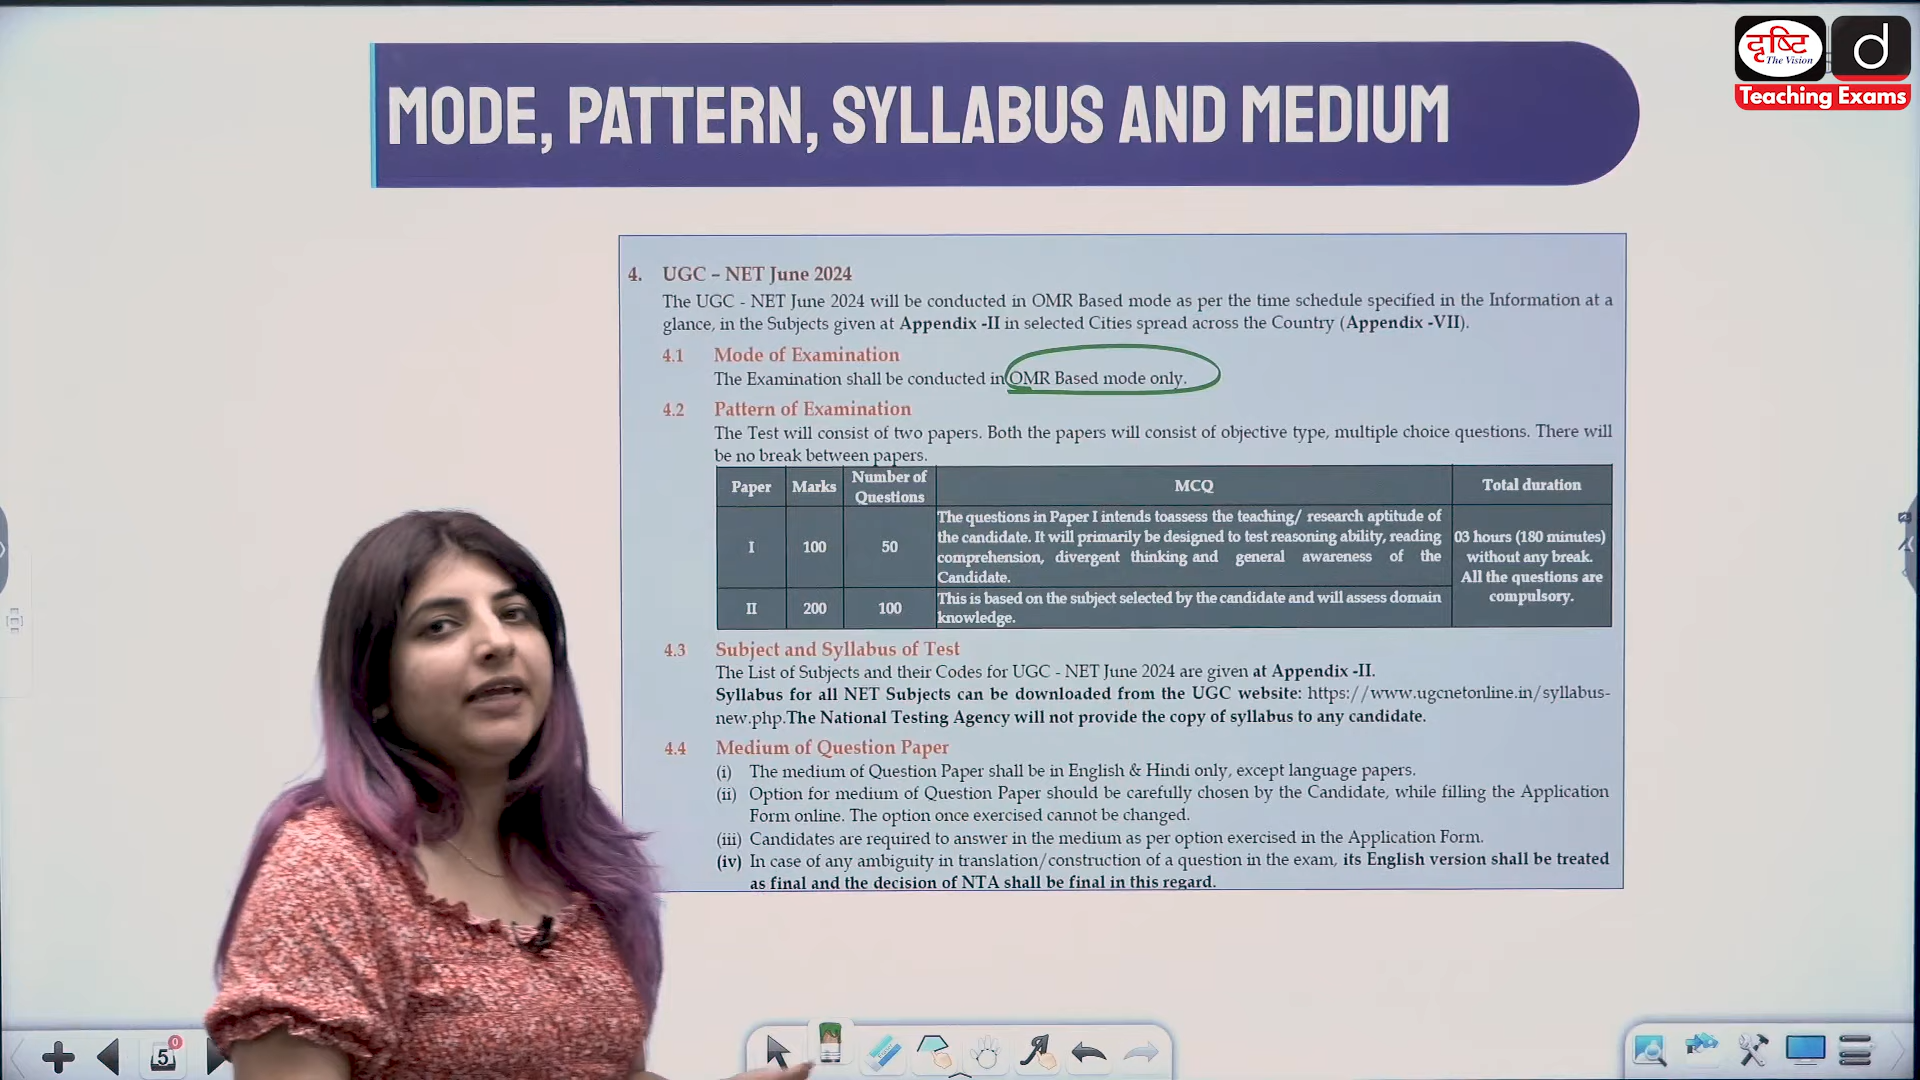 दृष्टि
The Vision
d
Teaching Exams
MODE, PATTERN, SYLLABUS AND MEDIUM
4. UGC – NET June 2024
The UGC - NET June 2024 will be conducted in OMR Based mode as per the time schedule specified in the Information at a
glance, in the Subjects given at Appendix -II in selected Cities spread across the Country (Appendix -VII).
4.1 Mode of Examination
The Examination shall be conducted in OMR Based mode only.
4.2 Pattern of Examination
The Test will consist of two papers. Both the papers will consist of objective type, multiple choice questions. There will
be no break between papers.
Paper Marks Number of Questions MCQ Total duration
I 100 50 The questions in Paper I intends toassess the teaching/ research aptitude of
the candidate. It will primarily be designed to test reasoning ability, reading
comprehension, divergent thinking and general awareness of the
Candidate.
03 hours (180 minutes)
without any break.
All the questions are
compulsory.
II 200 100 This is based on the subject selected by the candidate and will assess domain
knowledge.
4.3 Subject and Syllabus of Test
The List of Subjects and their Codes for UGC - NET June 2024 are given at Appendix -II.
Syllabus for all NET Subjects can be downloaded from the UGC website: https://www.ugcnetonline.in/syllabus-
new.php.The National Testing Agency will not provide the copy of syllabus to any candidate.
4.4 Medium of Question Paper
(i) The medium of Question Paper shall be in English & Hindi only, except language papers.
(ii) Option for medium of Question Paper should be carefully chosen by the Candidate, while filling the Application
Form online. The option once exercised cannot be changed.
(iii) Candidates are required to answer in the medium as per option exercised in the Application Form.
(iv) In case of any ambiguity in translation/construction of a question in the exam, its English version shall be treated
as final and the decision of NTA shall be final in this regard.
5
0